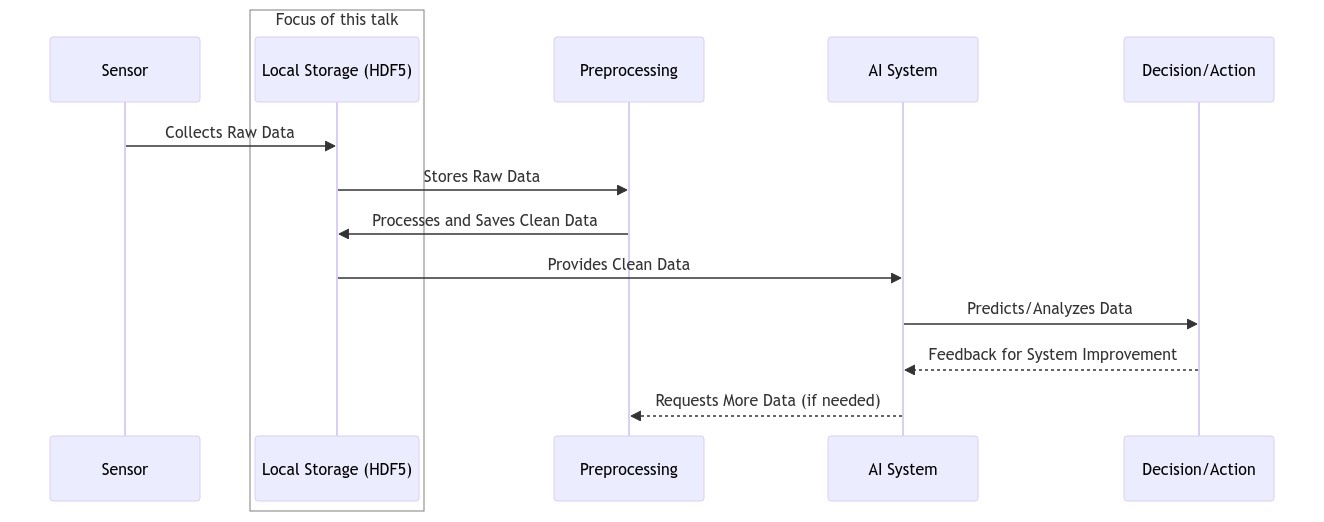 Focus of this talk
Sensor
Local Storage (HDF5)
Preprocessing
AI System
Decision/Action
Collects Raw Data
Stores Raw Data
Processes and Saves Clean Data
Provides Clean Data
Predicts/Analyzes Data
Feedback for System Improvement
Requests More Data (if needed)
Sensor
Local Storage (HDF5)
Preprocessing
AI System
Decision/Action